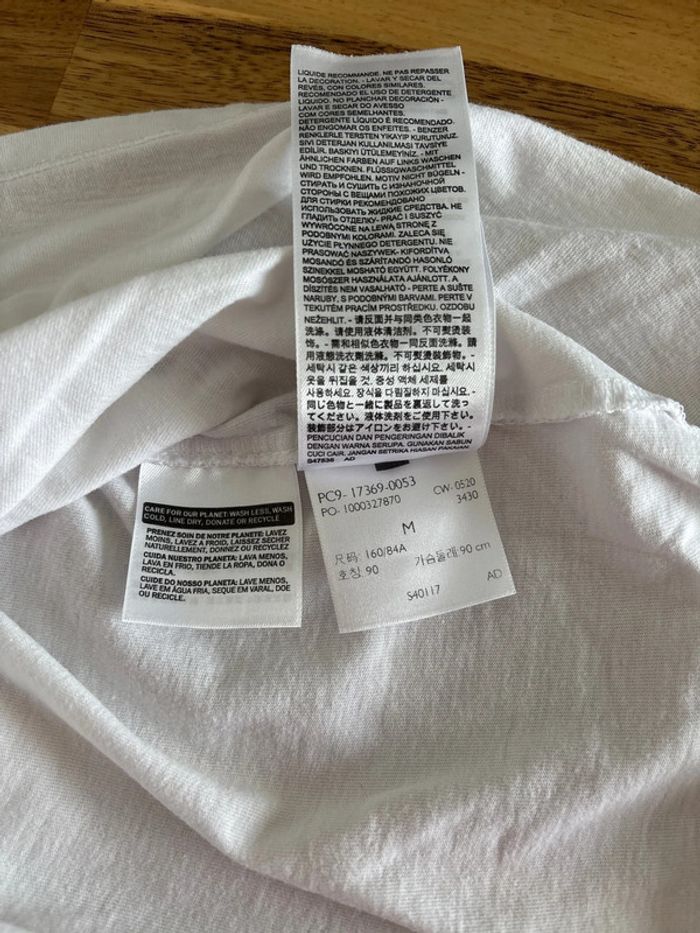 LIQUIDE RECOMMANDÉ. NE PAS REPASSER
LA DECORATION. - LAVAR Y SECAR DEL
REVÉS, CON COLORES SIMILARES.
RECOMENDADO EL USO DE DETERGENTE
LÍQUIDO. NO PLANCHAR DECORACIÓN -
LAVAR E SECAR DO AVESSO
COM CORES SEMELHANTES.
DETERGENTE LÍQUIDO É RECOMENDADO.
NÃO ENGOMAR OS ENFEITES. - BENZER
RENKLERLE TERSTEN YIKAYIP KURUTUNUZ.
SIVI DETERJAN KULLANILMASI TAVSIYE
EDİLİR. BASKIYI ÜTÜLEMEYİNİZ. - MIT
ÄHNLICHEN FARBEN AUF LINKS WASCHEN
UND TROCKNEN. FLÜSSIGWASCHMITTEL
WIRD EMPFOHLEN. MOTIV NICHT BÜGELN -
СТИРАТЬ И СУШИТЬ С ИЗНАНОЧНОЙ
СТОРОНЫ С ВЕЩАМИ ПОХОЖИХ ЦВЕТОВ.
ДЛЯ СТИРКИ РЕКОМЕНДОВАНО
ИСПОЛЬЗОВАТЬ ЖИДКИЕ СРЕДСТВА. НЕ
ГЛАДИТЬ ОТДЕЛКУ- PRAĆ I SUSZYĆ
WYWRÓCONE NA LEWĄ STRONĘ Z
PODOBNYMI KOLORAMI. ZALECA SIĘ
UŻYCIE PŁYNNEGO DETERGENTU. NIE
PRASOWAĆ NASZYWEK- KIFORDÍTVA
MOSANDÓ ÉS SZÁRÍTANDÓ HASONLÓ
SZINEKKEL MOSHATÓ EGYÜTT. FOLYÉKONY
MOSÓSZER HASZNÁLATA AJÁNLOTT. A
DÍSZÍTÉS NEM VASALHATÓ - PERTE A SUŠTE
NARUBY, S PODOBNÝMI BARVAMI. PERTE V
TEKUTÉM PRACÍM PROSTŘEDKU. OZDOBU
NEŽEHLIT. - 请反面并与同类色衣物一起
洗涤。请使用液体清洁剂。不可熨烫装
饰。- 需和相似色衣物一同反面洗滌。請
用液態洗衣劑洗滌。不可熨燙裝飾物。-
세탁시 같은 색상끼리 하십시요. 세탁시
옷을 뒤집을 것. 중성 액체 세제를
사용하세요. 장식을 다림질하지 마십시요. -
同じ色物と一緒に製品を裏返して洗っ
てください。液体洗剤をご使用下さい。
装飾部分はアイロンをお避け下さい。-
PENCUCIAN DAN PENGERINGAN DIBALIK
DENGAN WARNA SERUPA. GUNAKAN SABUN
CUCI CAIR. JANGAN SETRIKA HIASAN PAKAIAN.
S47536 AD
CARE FOR OUR PLANET: WASH LESS, WASH
COLD, LINE DRY, DONATE OR RECYCLE
PRENEZ SOIN DE NOTRE PLANETE: LAVEZ
MOINS, LAVEZ A FROID, LAISSEZ SÉCHER
NATURELLEMENT, DONNEZ OU RECYCLEZ
CUIDA NUESTRO PLANETA: LAVA MENOS,
LAVA EN FRIO, TIENDE LA ROPA, DONA O
RECICLA.
CUIDE DO NOSSO PLANETA: LAVE MENOS,
LAVE EM ÁGUA FRIA, SEQUE EM VARAL, DOE
OU RECICLE.
PC9- 17369-0053
PO- 1000327870
CW- 0520
3430
M
尺码: 160/84A
호칭: 90 가슴둘레: 90 cm
S40117
AD